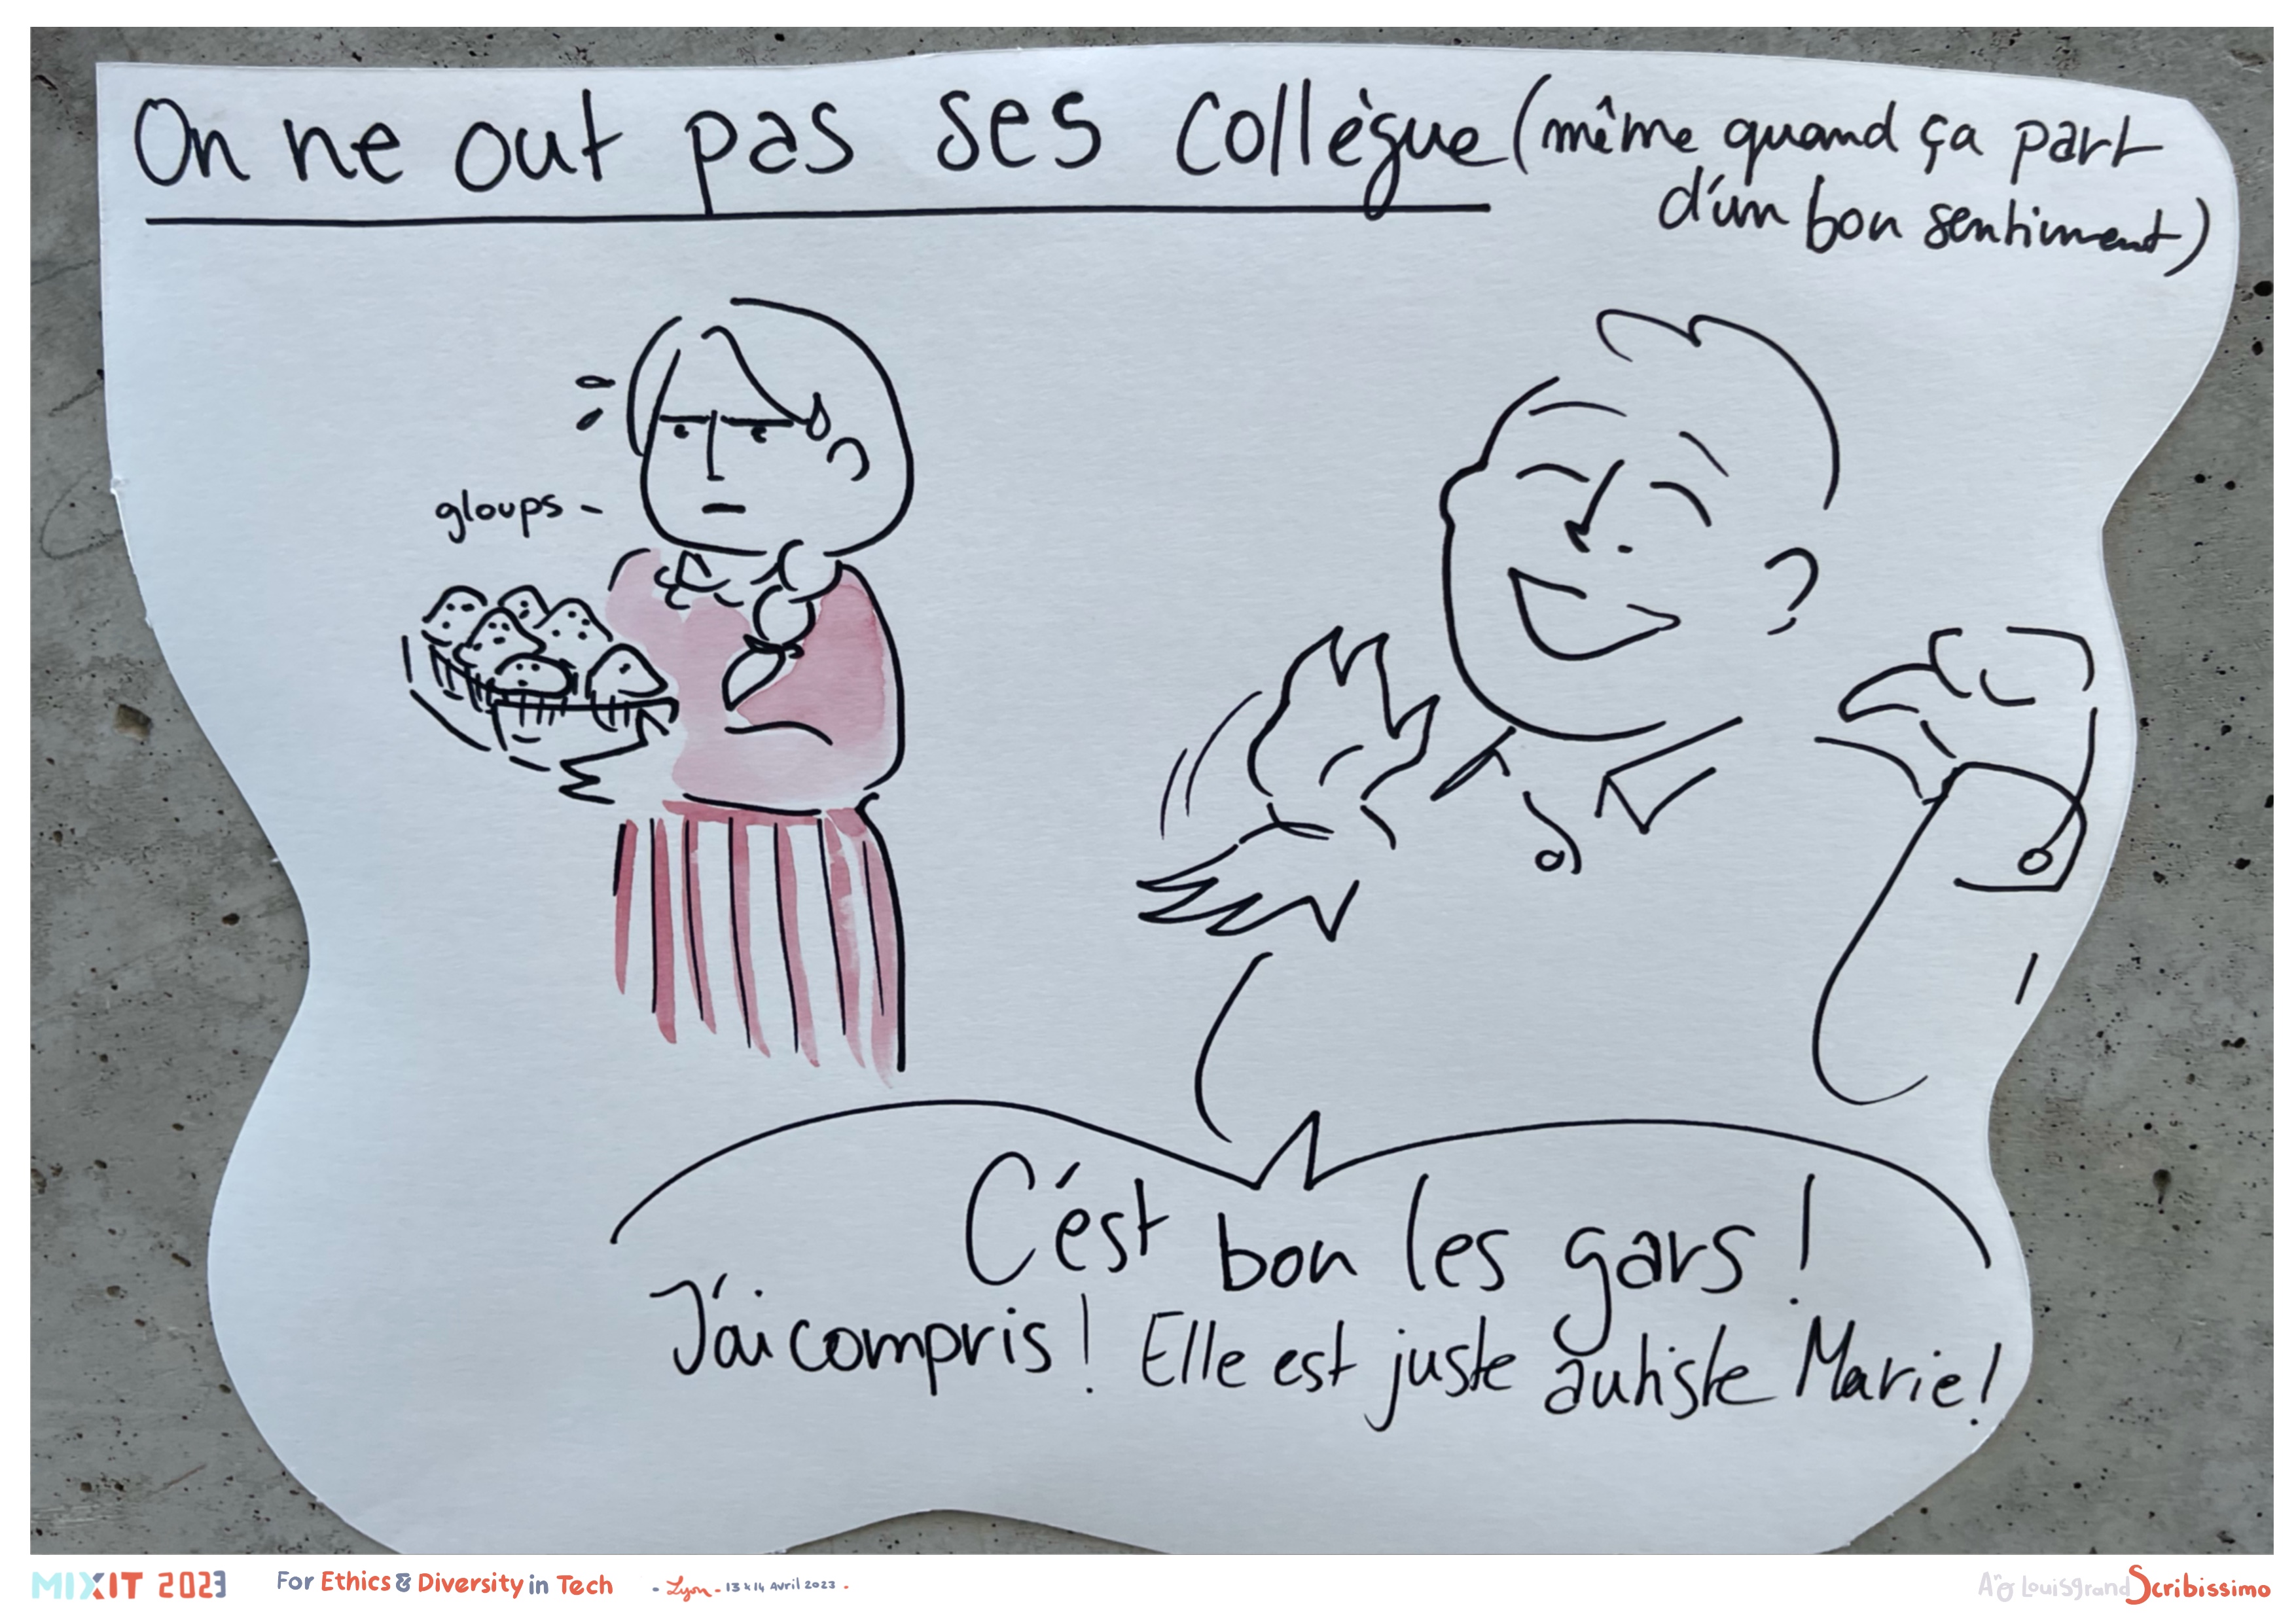 On ne out pas ses collègue (même quand ça part
d'un bon sentiment)
gloups -
C'est bon les gars !
J'ai compris ! Elle est juste autiste Marie !
MIXIT 2023 For Ethics & Diversity in Tech - Lyon - 13 & 14 Avril 2023 -
Louisgrand Scribissimo